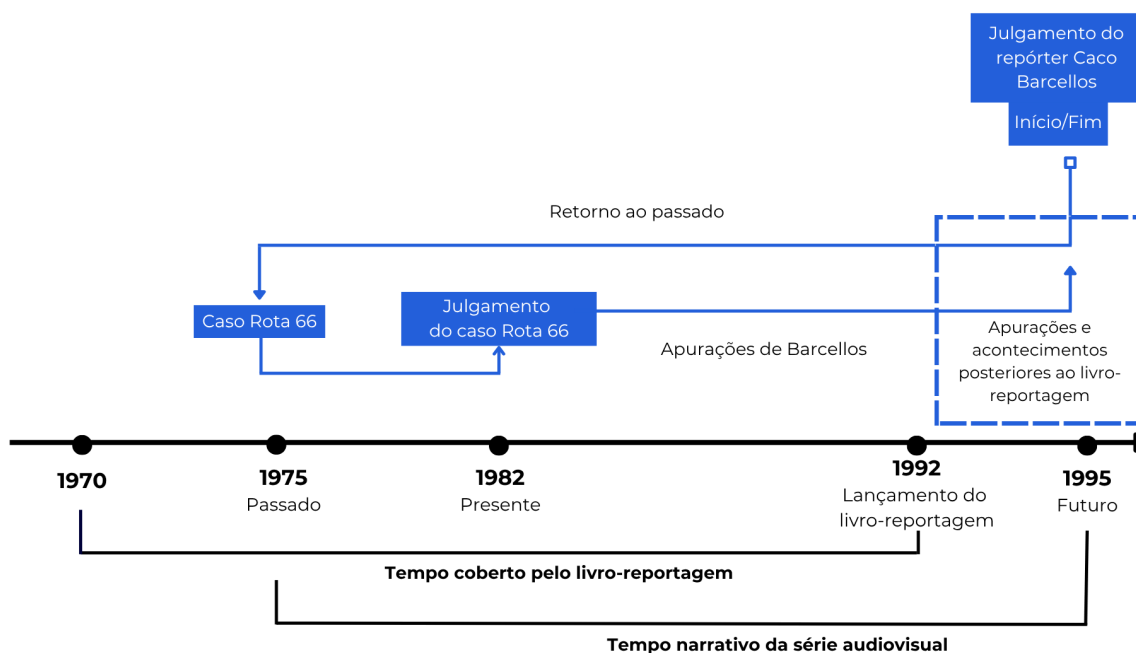 Julgamento do
repórter Caco
Barcellos
Início/Fim
Retorno ao passado
Caso Rota 66
Julgamento
do caso Rota 66
Apurações de Barcellos
Apurações e
acontecimentos
posteriores ao livro-
reportagem
1970
1975
Passado
1982
Presente
1992
Lançamento do
livro-reportagem
1995
Futuro
Tempo coberto pelo livro-reportagem
Tempo narrativo da série audiovisual